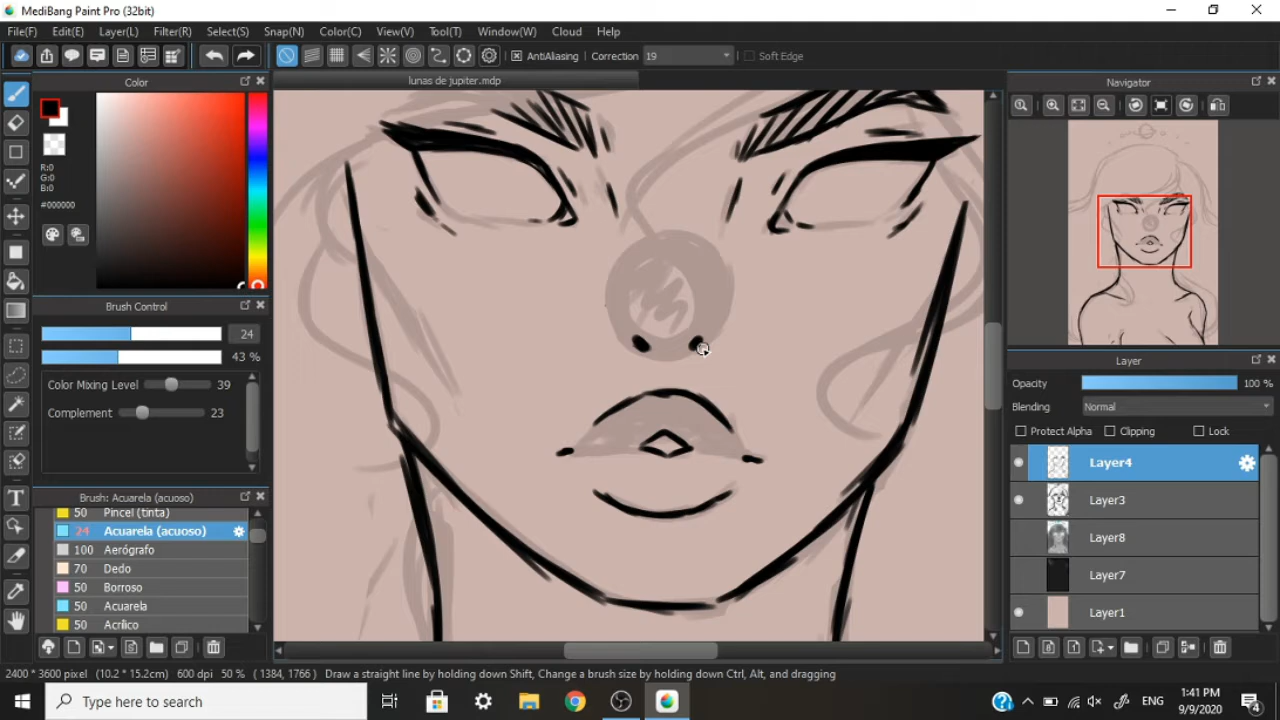 MediBang Paint Pro (32bit)
File(F) Edit(E) Layer(L) Filter(R) Select(S) Snap(N) Color(C) View(V) Tool(T) Window(W) Cloud Help
AntiAliasing Correction 19 Soft Edge
Color
lunas de jupiter.mdp
Navigator
R:0
G:0
B:0
#000000
Brush Control
24
43 %
Color Mixing Level 39
Complement 23
Brush: Acuarela (acuoso)
50 Pincel (tinta)
24 Acuarela (acuoso)
100 Aerógrafo
70 Dedo
50 Borroso
50 Acuarela
50 Acrílico
Layer
Opacity 100 %
Blending Normal
Protect Alpha Clipping Lock
Layer4
Layer3
Layer8
Layer7
Layer1
2400 * 3600 pixel (10.2 * 15.2cm) 600 dpi 50 % ( 1384, 1766 ) Draw a straight line by holding down Shift, Change a brush size by holding down Ctrl, Alt, and dragging
Type here to search
ENG
1:41 PM
9/9/2020
4